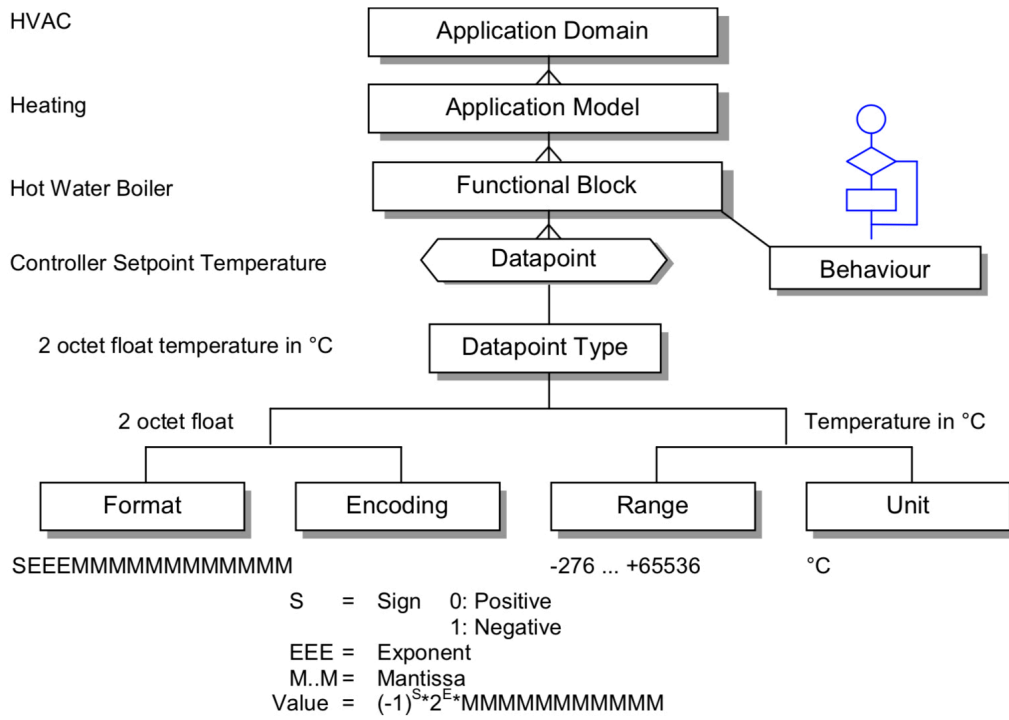 HVAC
Application Domain
Heating
Application Model
Hot Water Boiler
Functional Block
Controller Setpoint Temperature
Datapoint
Behaviour
2 octet float temperature in °C
Datapoint Type
2 octet float
Temperature in °C
Format
Encoding
Range
Unit
SEEEMMMMMMMMMMMM
-276 ... +65536
°C
S = Sign 0: Positive
1: Negative
EEE = Exponent
M..M = Mantissa
Value = (-1)^S*2^E*MMMMMMMMMMMM